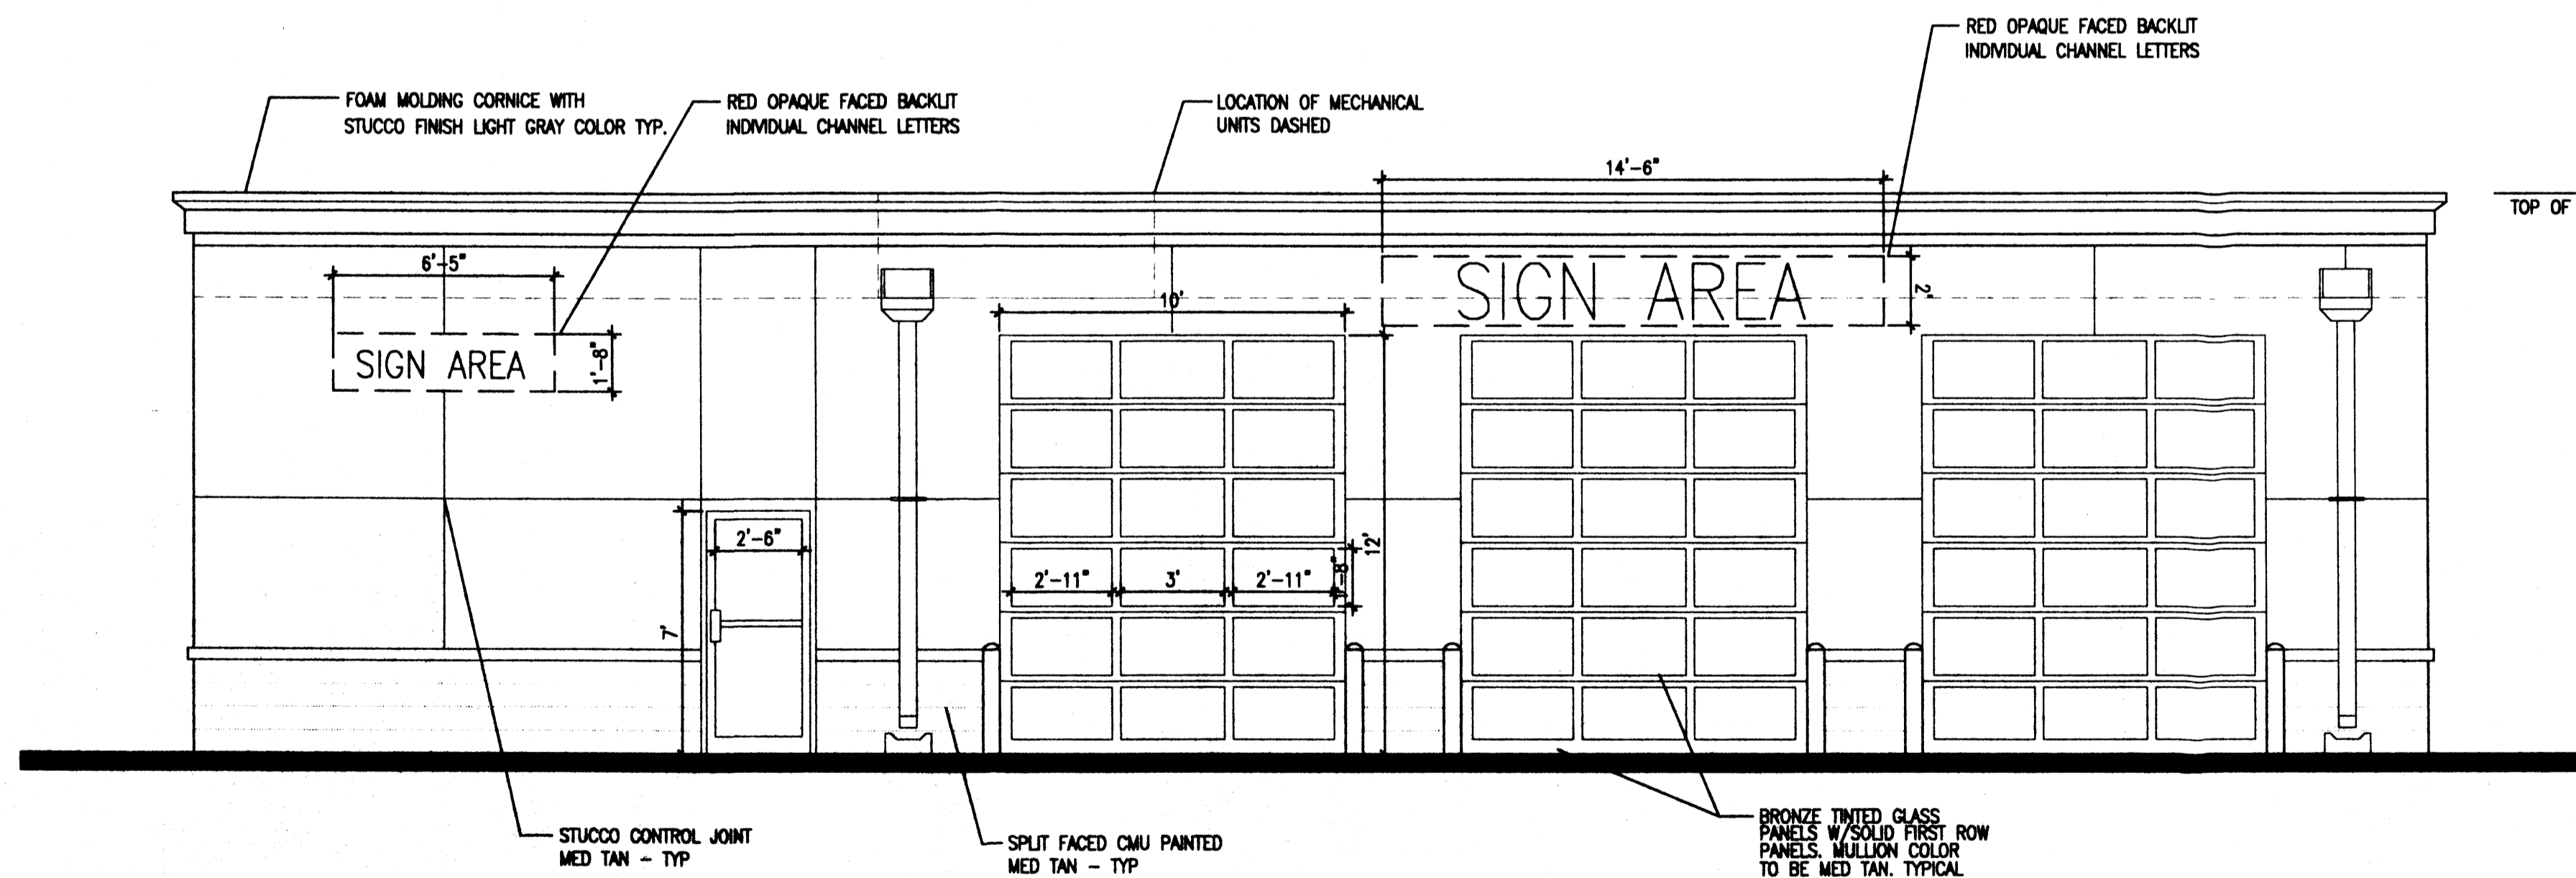 RED OPAQUE FACED BACKLIT
INDIVIDUAL CHANNEL LETTERS
FOAM MOLDING CORNICE WITH
STUCCO FINISH LIGHT GRAY COLOR TYP.
RED OPAQUE FACED BACKLIT
INDIVIDUAL CHANNEL LETTERS
LOCATION OF MECHANICAL
UNITS DASHED
14'-6"
TOP OF
6'-5"
SIGN AREA
2'
10'
SIGN AREA
1'-8"
2'-6"
12'
2'-11"
3'
2'-11"
-8"
7'
STUCCO CONTROL JOINT
MED TAN - TYP
SPLIT FACED CMU PAINTED
MED TAN - TYP
BRONZE TINTED GLASS
PANELS W/SOLID FIRST ROW
PANELS. MULLION COLOR
TO BE MED TAN. TYPICAL